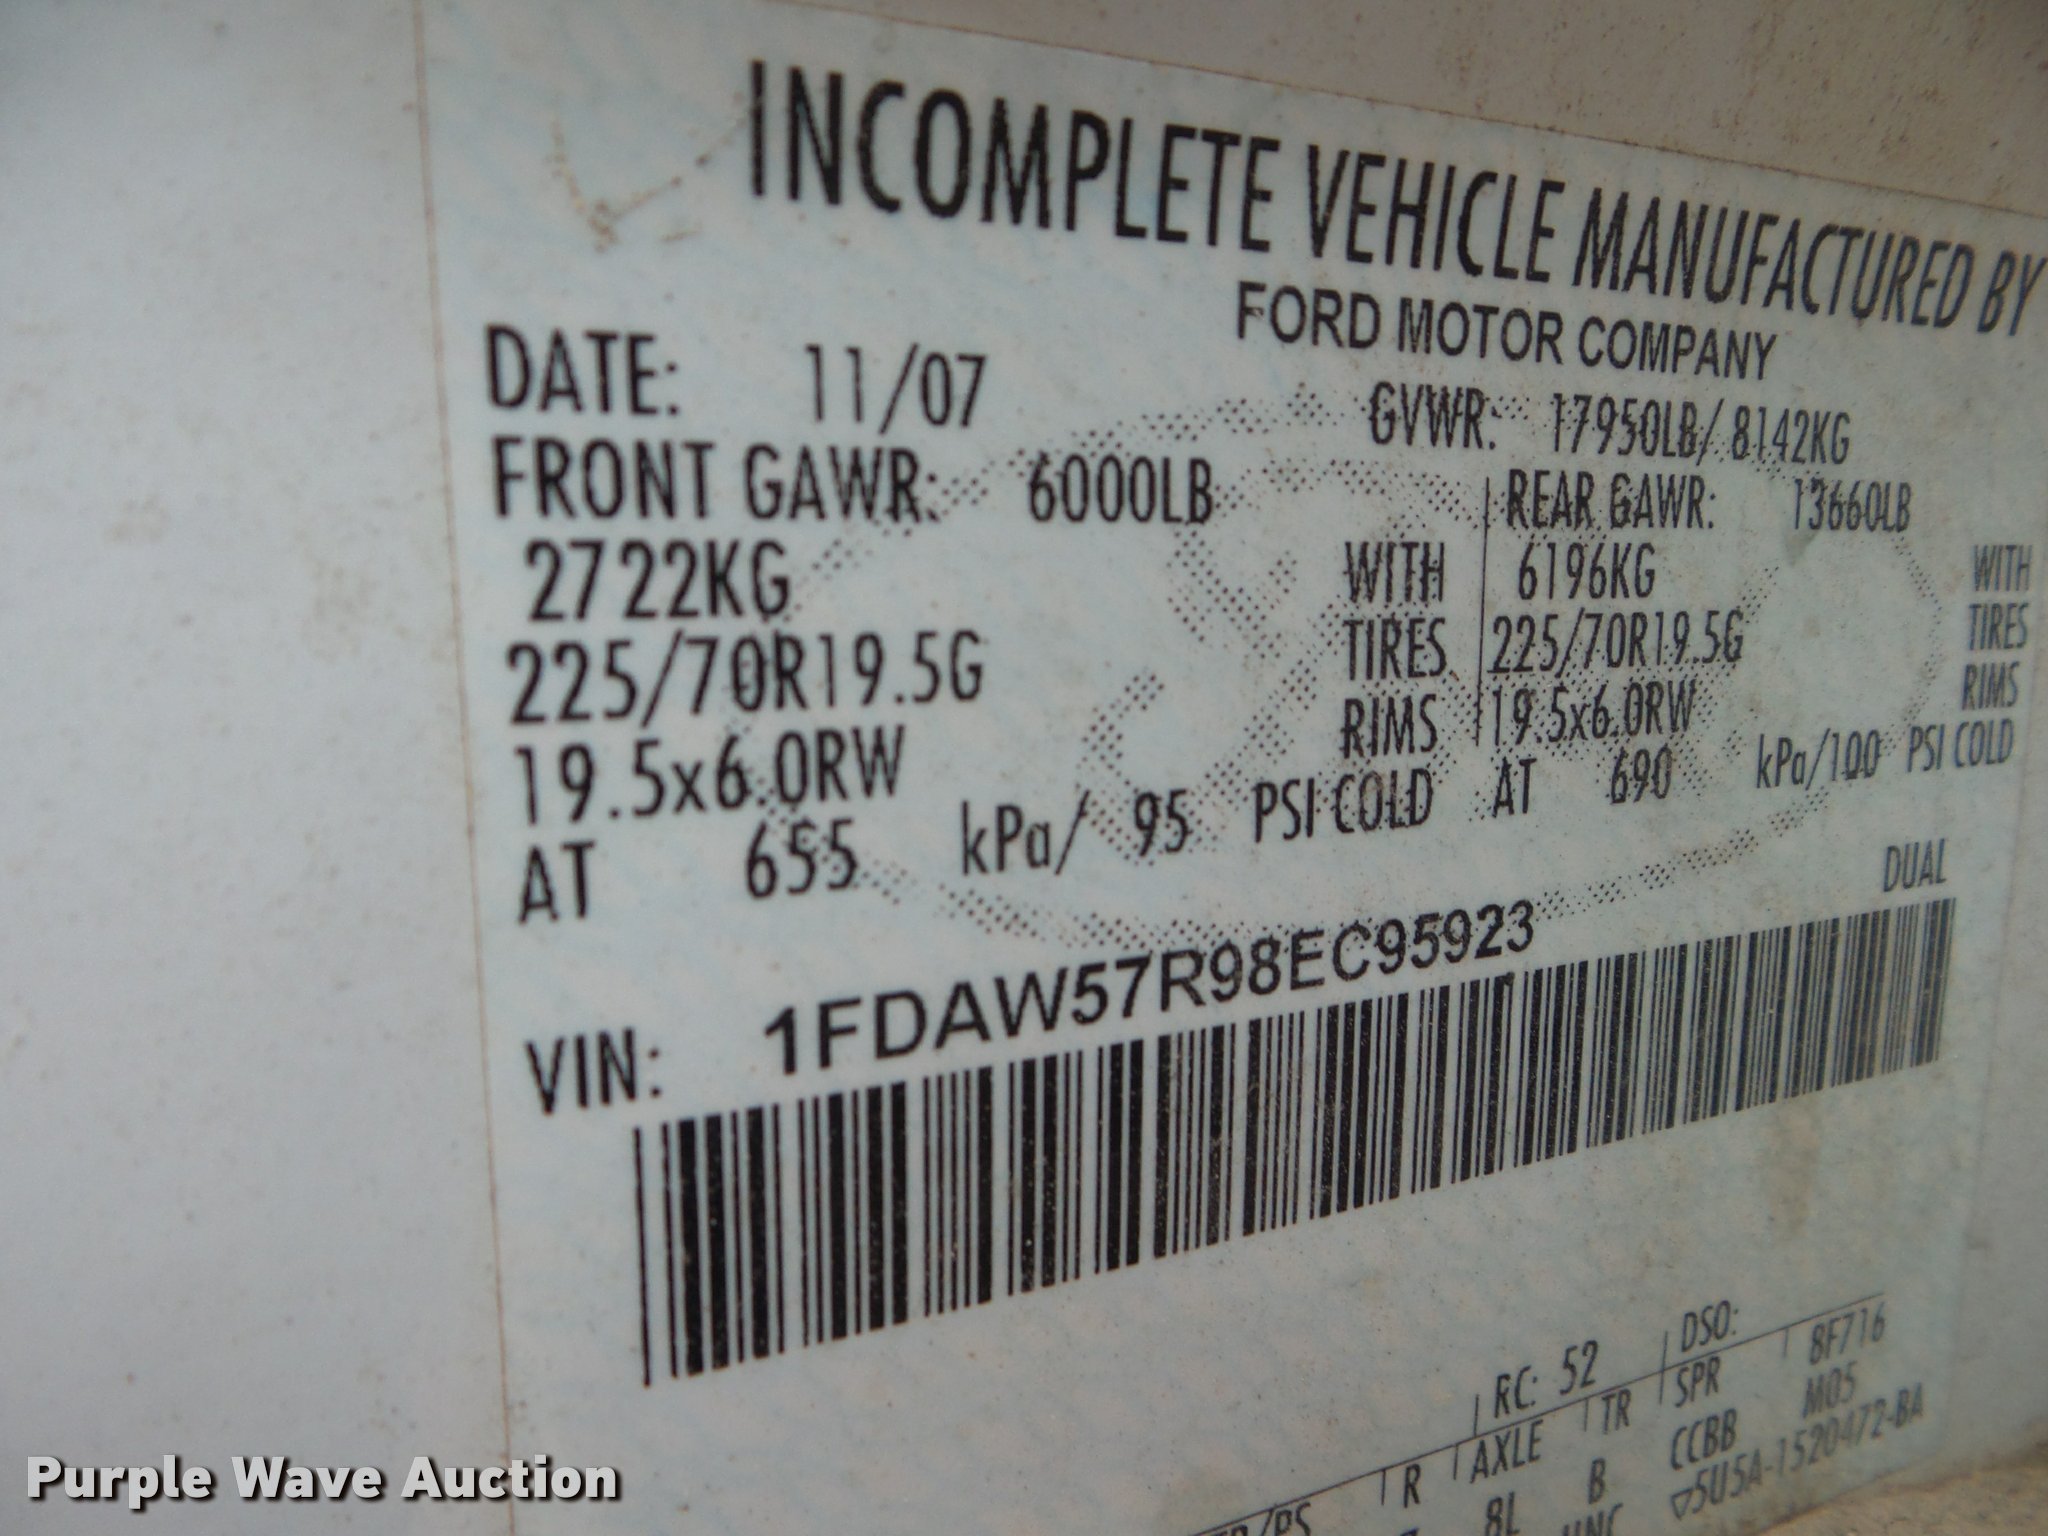 INCOMPLETE VEHICLE MANUFACTURED BY
FORD MOTOR COMPANY
DATE: 11/07 GVWR: 17950LB/ 8142KG
FRONT GAWR: 6000LB REAR GAWR: 13660LB
2722KG WITH 6196KG WITH
225/70R19.5G TIRES 225/70R19.5G TIRES
19.5x6.0RW RIMS 19.5x6.0RW RIMS
AT 655 kPa/ 95 PSI COLD AT 690 kPa/100 PSI COLD
DUAL
VIN: 1FDAW57R98EC95923
RC: 52 DSO:
R AXLE TR SPR 8F716
8L B CCBB M05
5U5A-1520472-BA
Purple Wave Auction